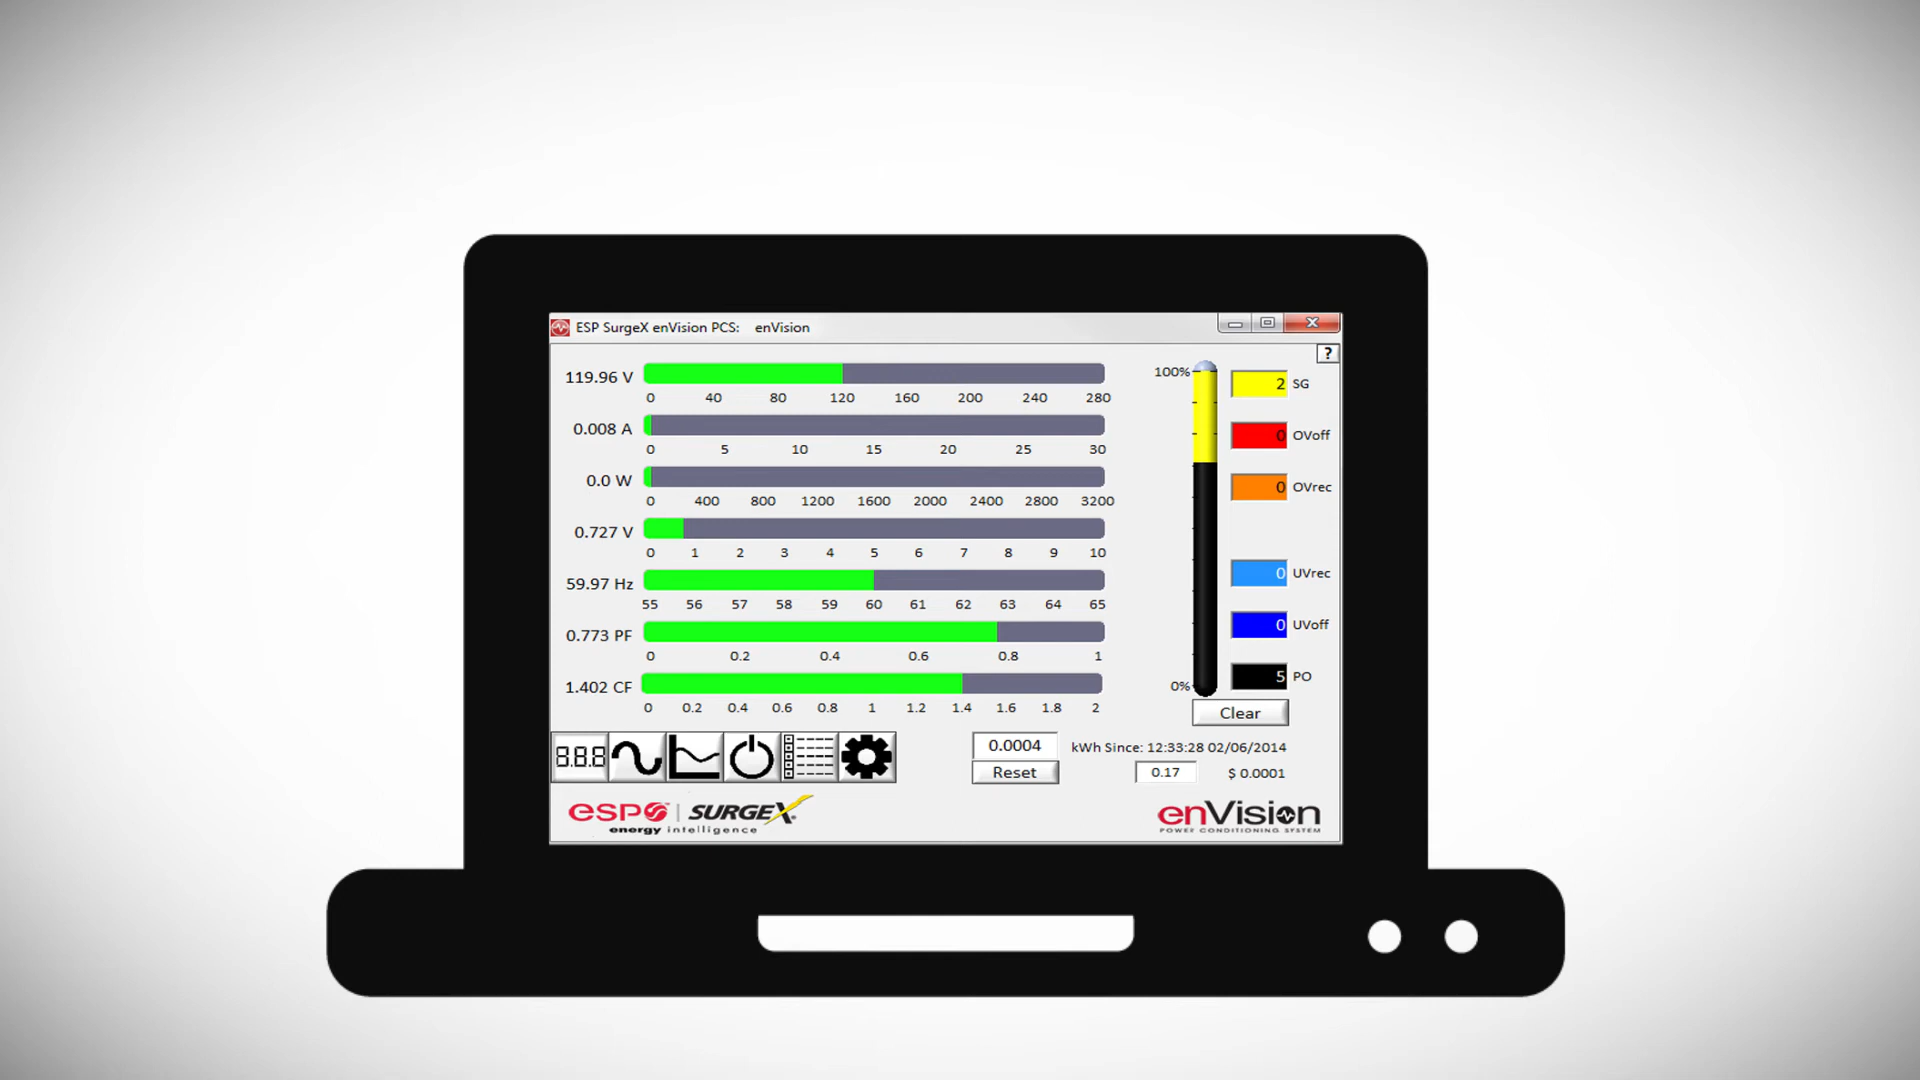 ESP SurgeX enVision PCS: enVision
?
119.96 V
0 40 80 120 160 200 240 280
0.008 A
0 5 10 15 20 25 30
0.0 W
0 400 800 1200 1600 2000 2400 2800 3200
0.727 V
0 1 2 3 4 5 6 7 8 9 10
59.97 Hz
55 56 57 58 59 60 61 62 63 64 65
0.773 PF
0 0.2 0.4 0.6 0.8 1
1.402 CF
0 0.2 0.4 0.6 0.8 1 1.2 1.4 1.6 1.8 2
100%
0%
2 SG
0 OVoff
0 OVrec
0 UVrec
0 UVoff
5 PO
Clear
8.8.8
0.0004 kWh Since: 12:33:28 02/06/2014
Reset 0.17 $ 0.0001
esp | SURGEX
energy intelligence
enVision
POWER CONDITIONING SYSTEM